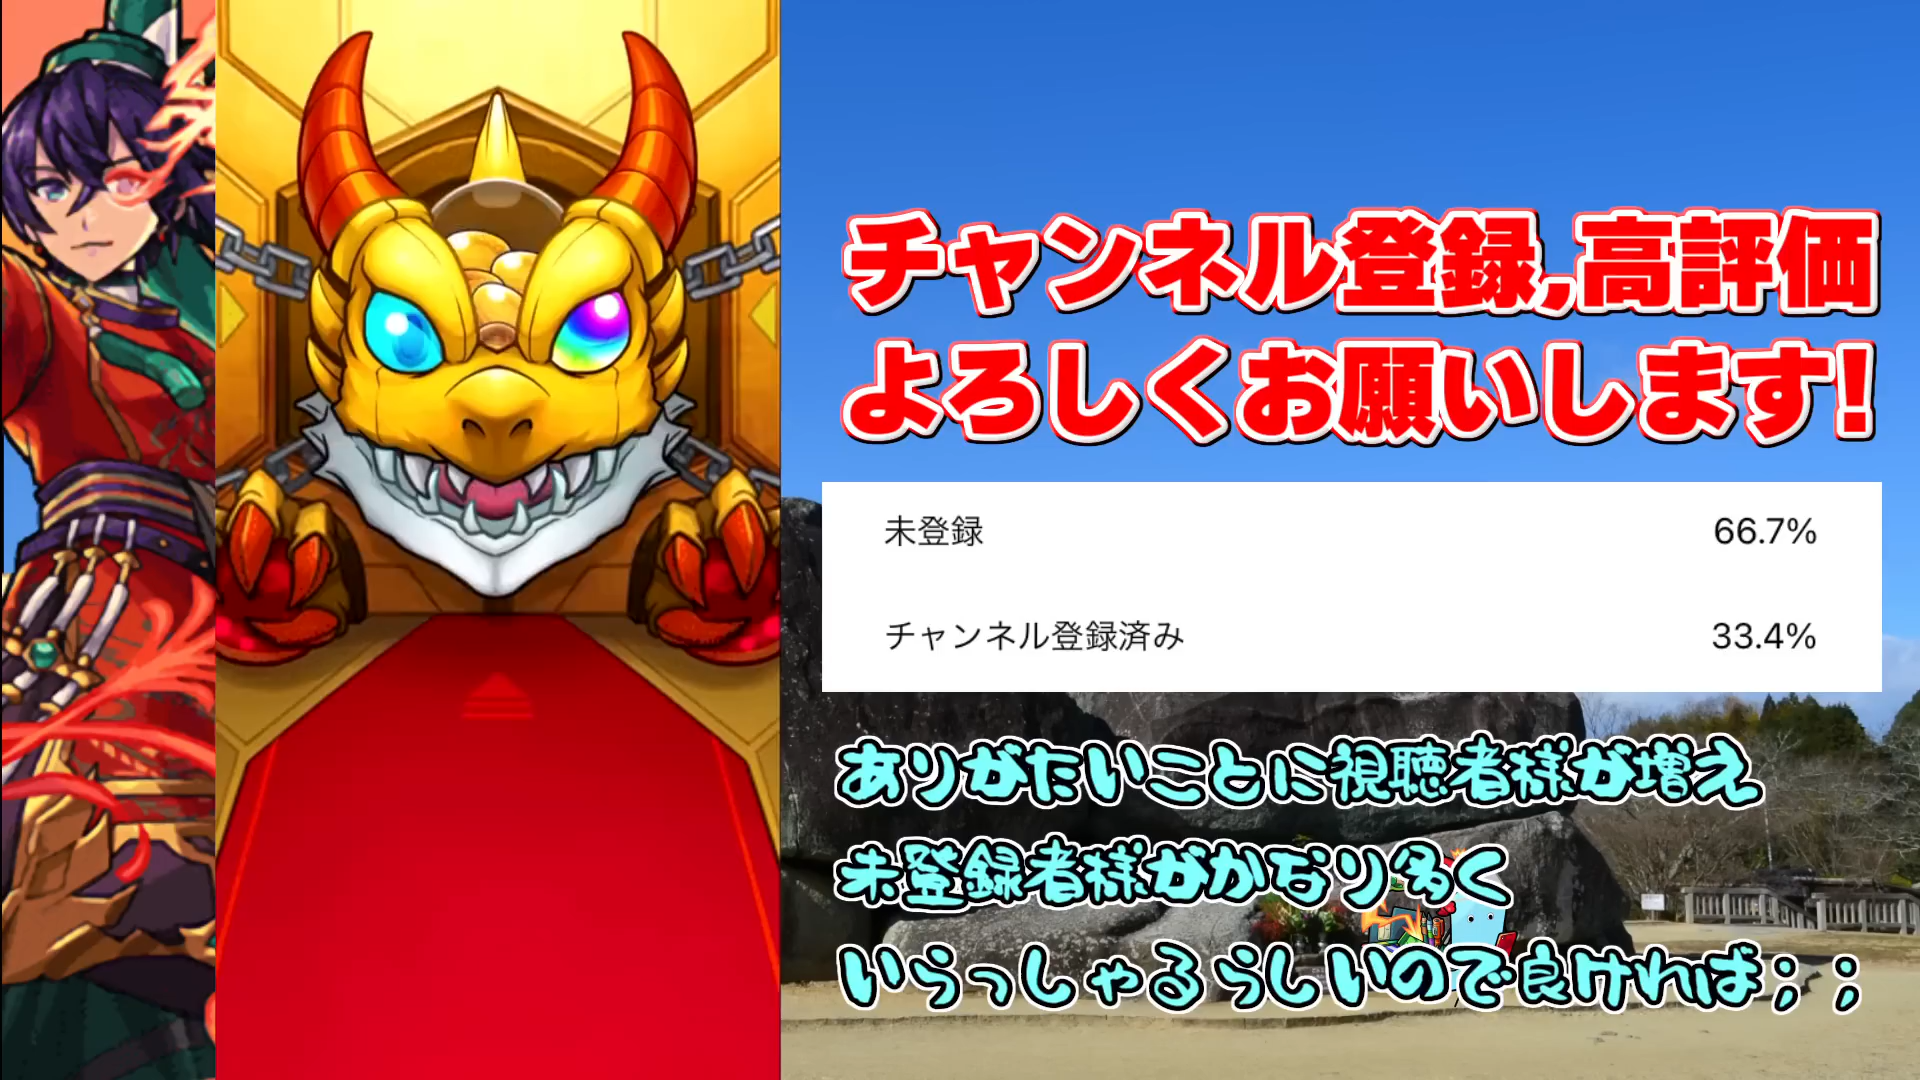 チャンネル登録,高評価
よろしくお願いします!
未登録 66.7%
チャンネル登録済み 33.4%
ありがたいことに視聴者様が増え
未登録者様がかなり多く
いらっしゃるらしいので良ければ；；